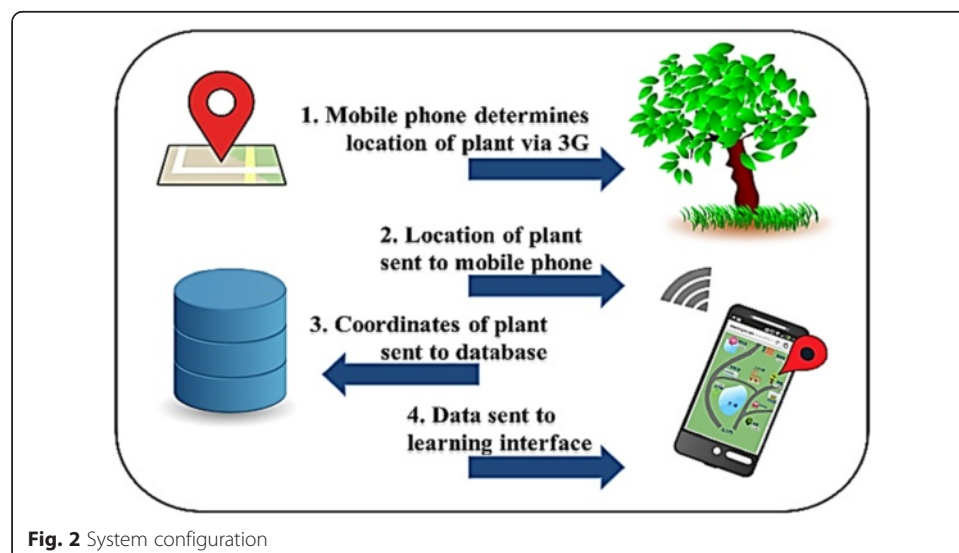 1. Mobile phone determines
location of plant via 3G
2. Location of plant
sent to mobile phone
3. Coordinates of plant
sent to database
4. Data sent to
learning interface
Fig. 2 System configuration